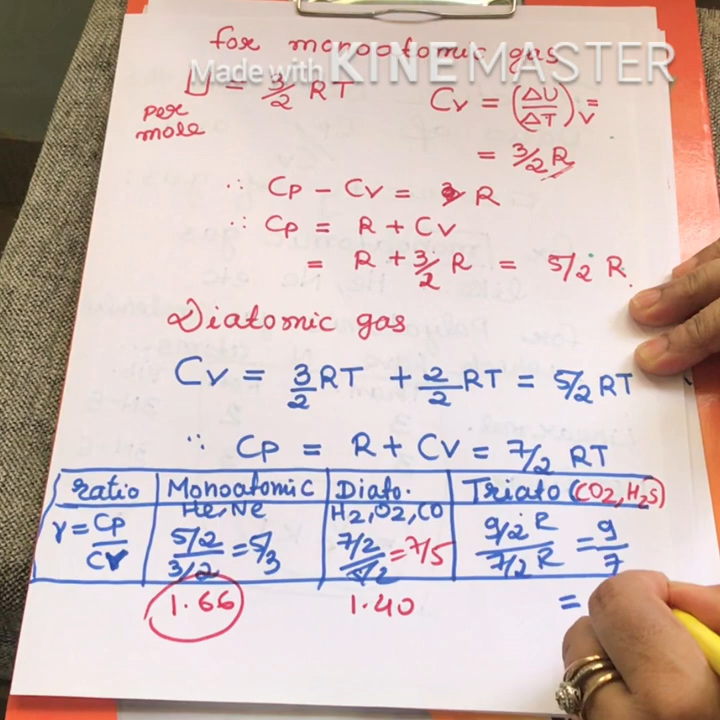 for monoatomic gas
Made with KINEMASTER
U = 3/2 RT
per mole
Cv = (ΔU/ΔT)v =
= 3/2 R
∴ Cp - Cv = R
∴ Cp = R + Cv
= R + 3/2 R = 5/2 R.
Diatomic gas
Cv = 3/2 RT + 2/2 RT = 5/2 RT
∴ Cp = R + Cv = 7/2 RT
ratio | Monoatomic He, Ne | Diato. H2, O2, CO | Triato (CO2, H2S)
γ = Cp/Cv | 5/2 / 3/2 = 5/3 | 7/2 / 5/2 = 7/5 | 9/2 R / 7/2 R = 9/7
1.66 1.40 =